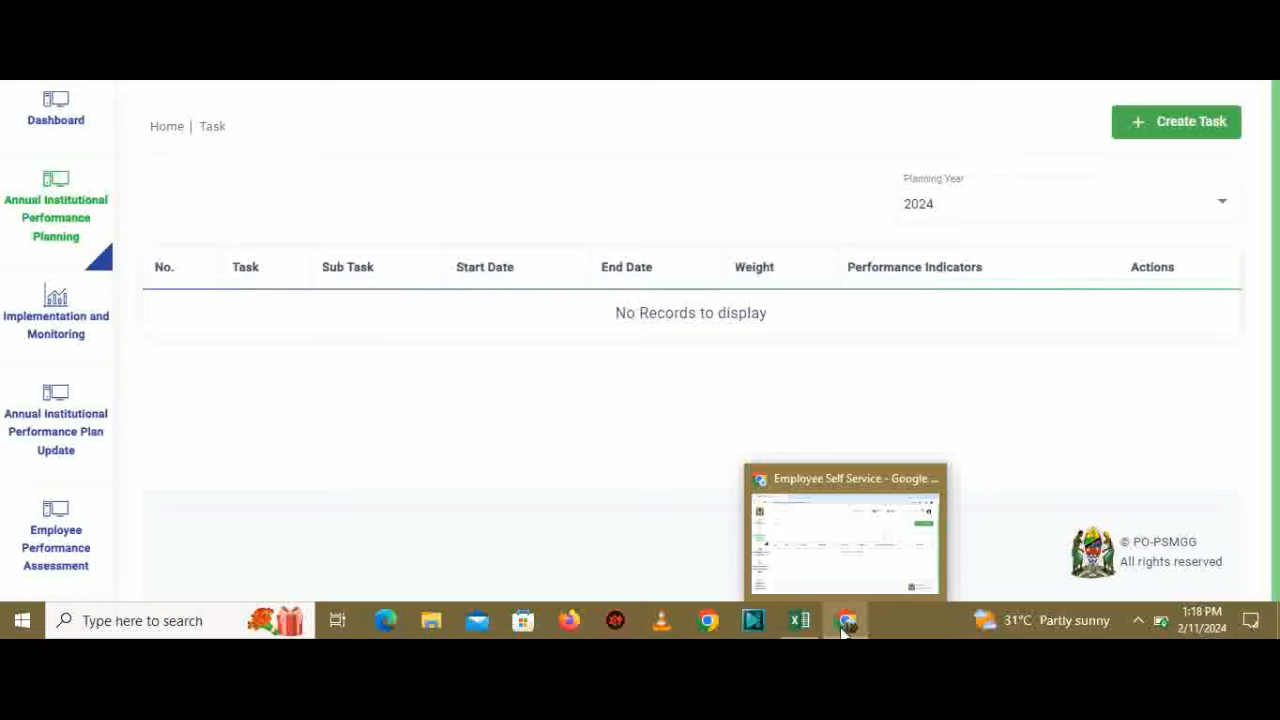 Dashboard
Home | Task
+ Create Task
Annual Institutional
Performance
Planning
Planning Year
2024
No. Task Sub Task Start Date End Date Weight Performance Indicators Actions
No Records to display
Implementation and
Monitoring
Annual Institutional
Performance Plan
Update
Employee
Performance
Assessment
Employee Self Service - Google ...
© PO-PSMGG
All rights reserved
Type here to search
31°C Partly sunny
1:18 PM
2/11/2024